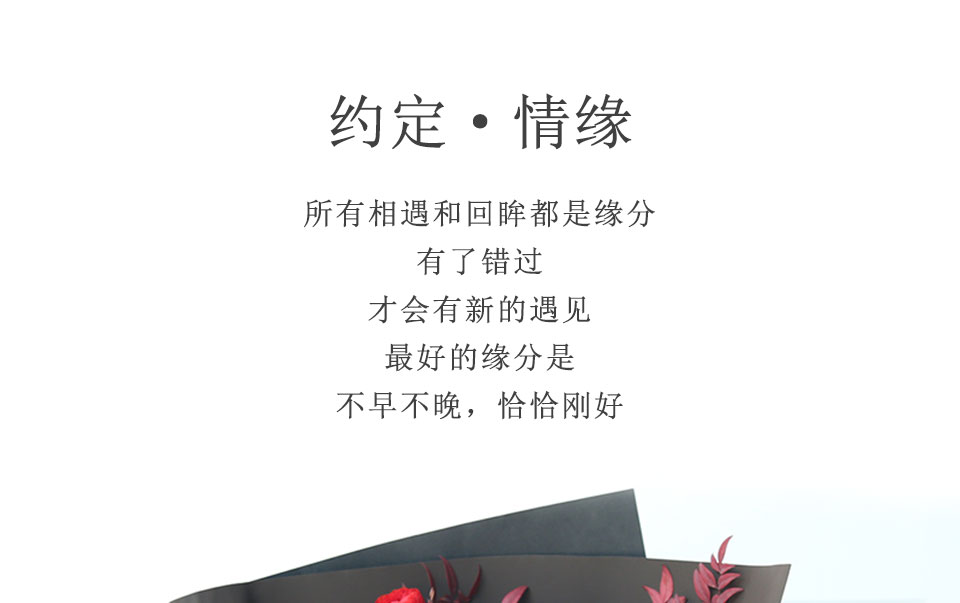 约定·情缘
所有相遇和回眸都是缘分
有了错过
才会有新的遇见
最好的缘分是
不早不晚，恰恰刚好